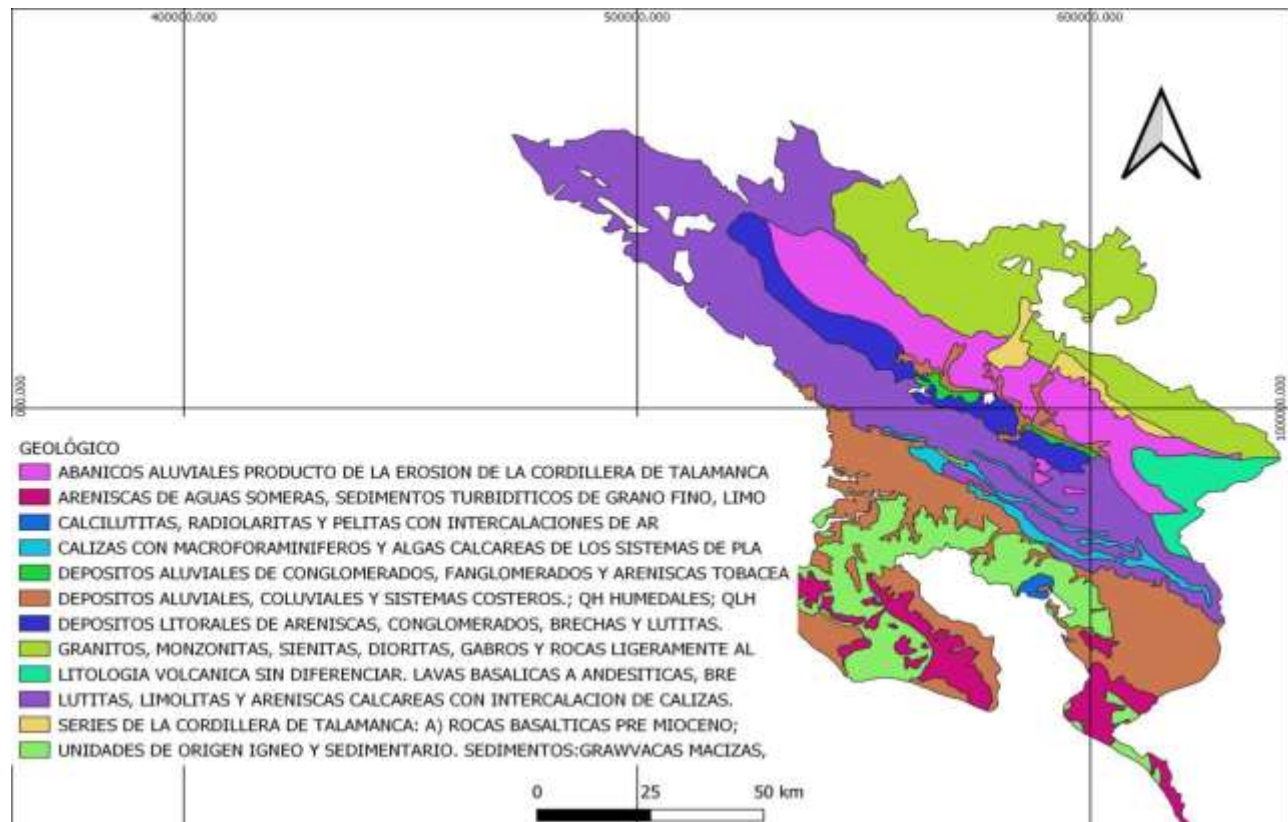 400000.000
500000.000
600000.000
000.000
1000000.000
GEOLÓGICO
ABANICOS ALUVIALES PRODUCTO DE LA EROSION DE LA CORDILLERA DE TALAMANCA
ARENISCAS DE AGUAS SOMERAS, SEDIMENTOS TURBIDITICOS DE GRANO FINO, LIMO
CALCILUTITAS, RADIOLARITAS Y PELITAS CON INTERCALACIONES DE AR
CALIZAS CON MACROFORAMINIFEROS Y ALGAS CALCAREAS DE LOS SISTEMAS DE PLA
DEPOSITOS ALUVIALES DE CONGLOMERADOS, FANGLOMERADOS Y ARENISCAS TOBACEA
DEPOSITOS ALUVIALES, COLUVIALES Y SISTEMAS COSTEROS.; QH HUMEDALES; QLH
DEPOSITOS LITORALES DE ARENISCAS, CONGLOMERADOS, BRECHAS Y LUTITAS.
GRANITOS, MONZONITAS, SIENITAS, DIORITAS, GABROS Y ROCAS LIGERAMENTE AL
LITOLOGIA VOLCANICA SIN DIFERENCIAR. LAVAS BASALICAS A ANDESITICAS, BRE
LUTITAS, LIMOLITAS Y ARENISCAS CALCAREAS CON INTERCALACION DE CALIZAS.
SERIES DE LA CORDILLERA DE TALAMANCA: A) ROCAS BASALTICAS PRE MIOCENO;
UNIDADES DE ORIGEN IGNEO Y SEDIMENTARIO. SEDIMENTOS:GRAWVACAS MACIZAS,
0 25 50 km